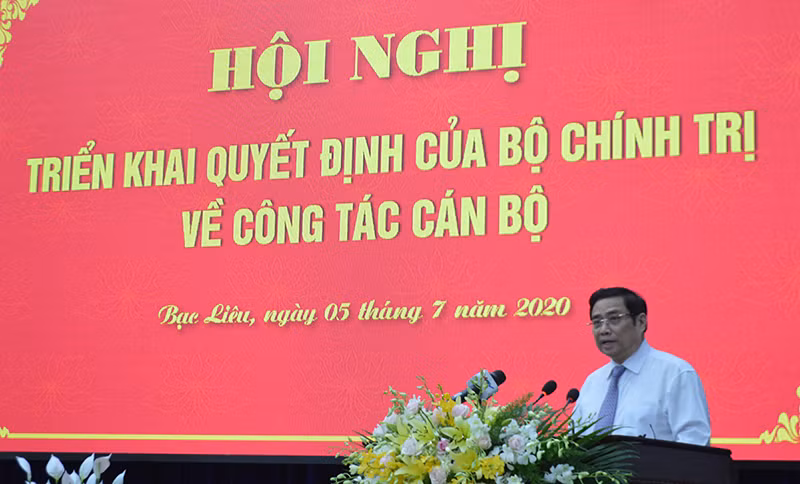 HỘI NGHỊ
TRIỂN KHAI QUYẾT ĐỊNH CỦA BỘ CHÍNH TRỊ
VỀ CÔNG TÁC CÁN BỘ
Bạc Liêu, ngày 05 tháng 7 năm 2020